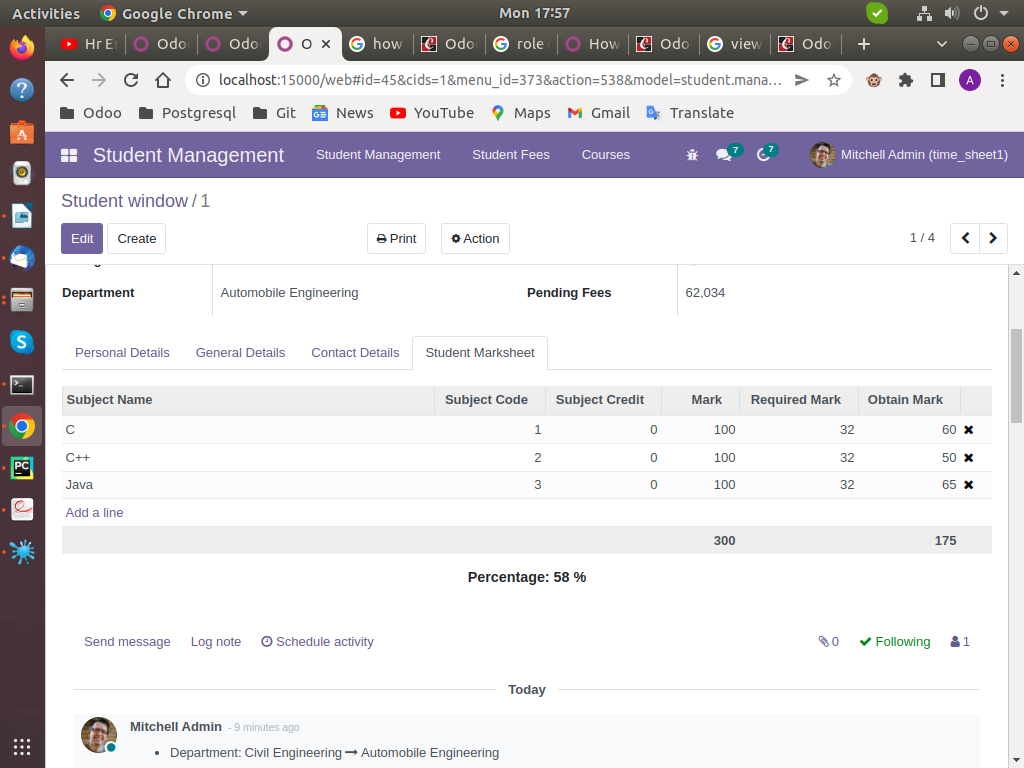 Activities Google Chrome Mon 17:57
Hr E Odo Odo O how Odo role How Odo view Odo
localhost:15000/web#id=45&cids=1&menu_id=373&action=538&model=student.mana... A
Odoo Postgresql Git News YouTube Maps Gmail Translate
Student Management Student Management Student Fees Courses 7 7 Mitchell Admin (time_sheet1)
Student window / 1
Edit Create Print Action 1 / 4
Department Automobile Engineering Pending Fees 62,034
Personal Details General Details Contact Details Student Marksheet
Subject Name Subject Code Subject Credit Mark Required Mark Obtain Mark
C 1 0 100 32 60
C++ 2 0 100 32 50
Java 3 0 100 32 65
Add a line
300 175
Percentage: 58 %
Send message Log note Schedule activity 0 Following 1
Today
Mitchell Admin - 9 minutes ago
• Department: Civil Engineering → Automobile Engineering